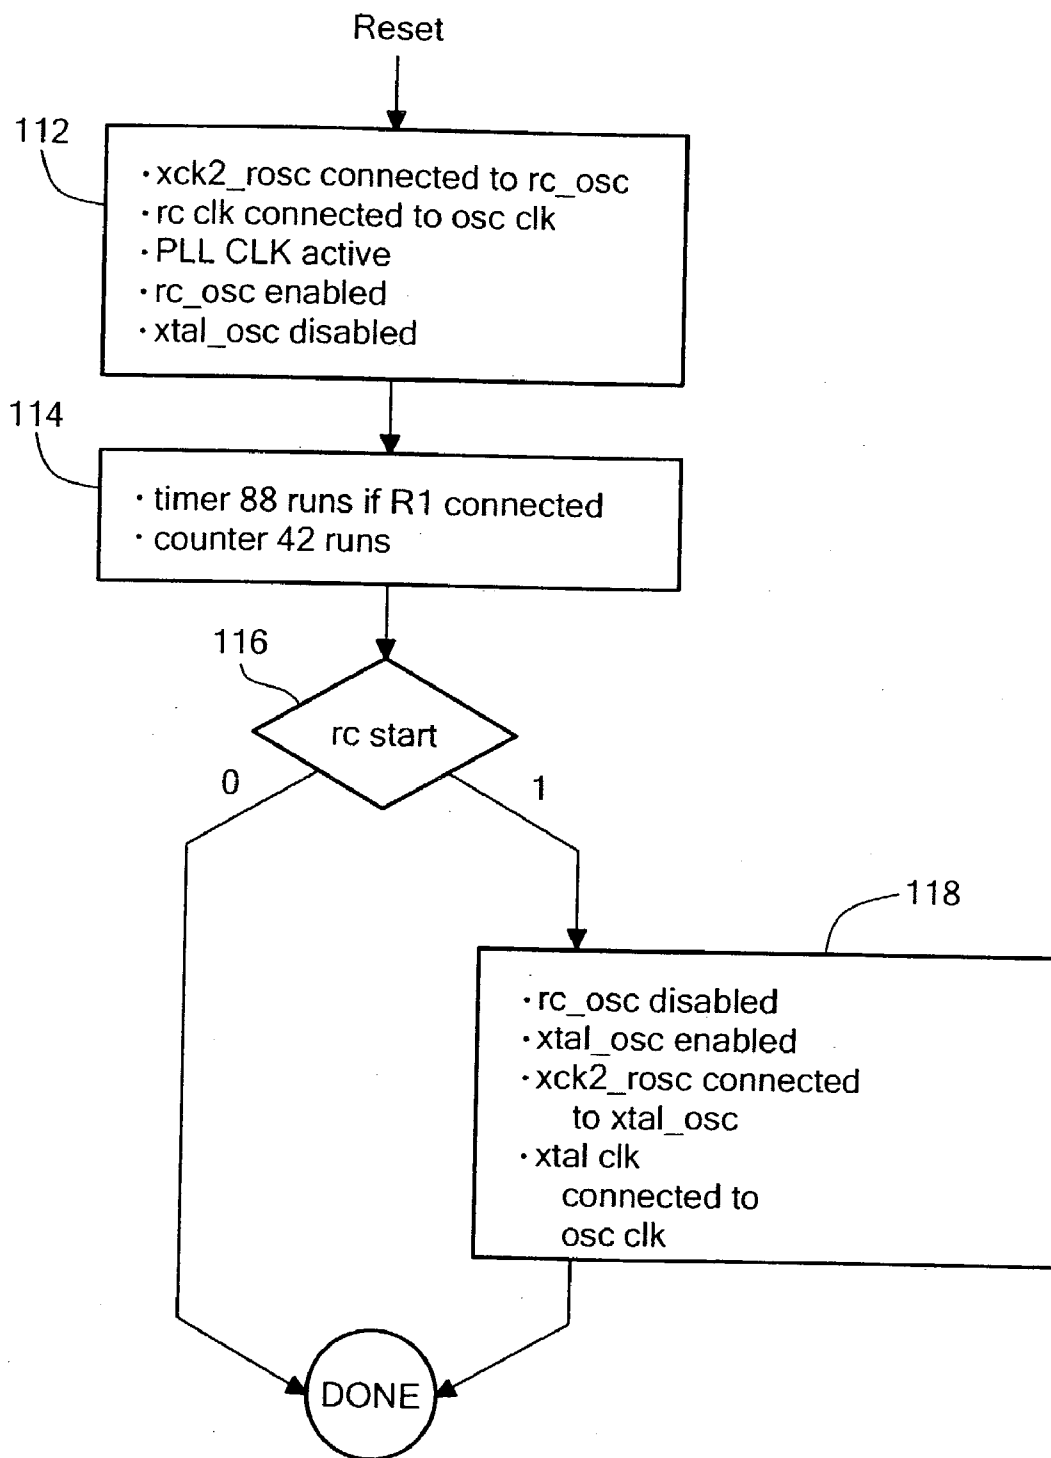 Reset
112
· xck2_rosc connected to rc_osc
· rc clk connected to osc clk
· PLL CLK active
· rc_osc enabled
· xtal_osc disabled
114
· timer 88 runs if R1 connected
· counter 42 runs
116
rc start
0
1
118
· rc_osc disabled
· xtal_osc enabled
· xck2_rosc connected
to xtal_osc
· xtal clk
connected to
osc clk
DONE